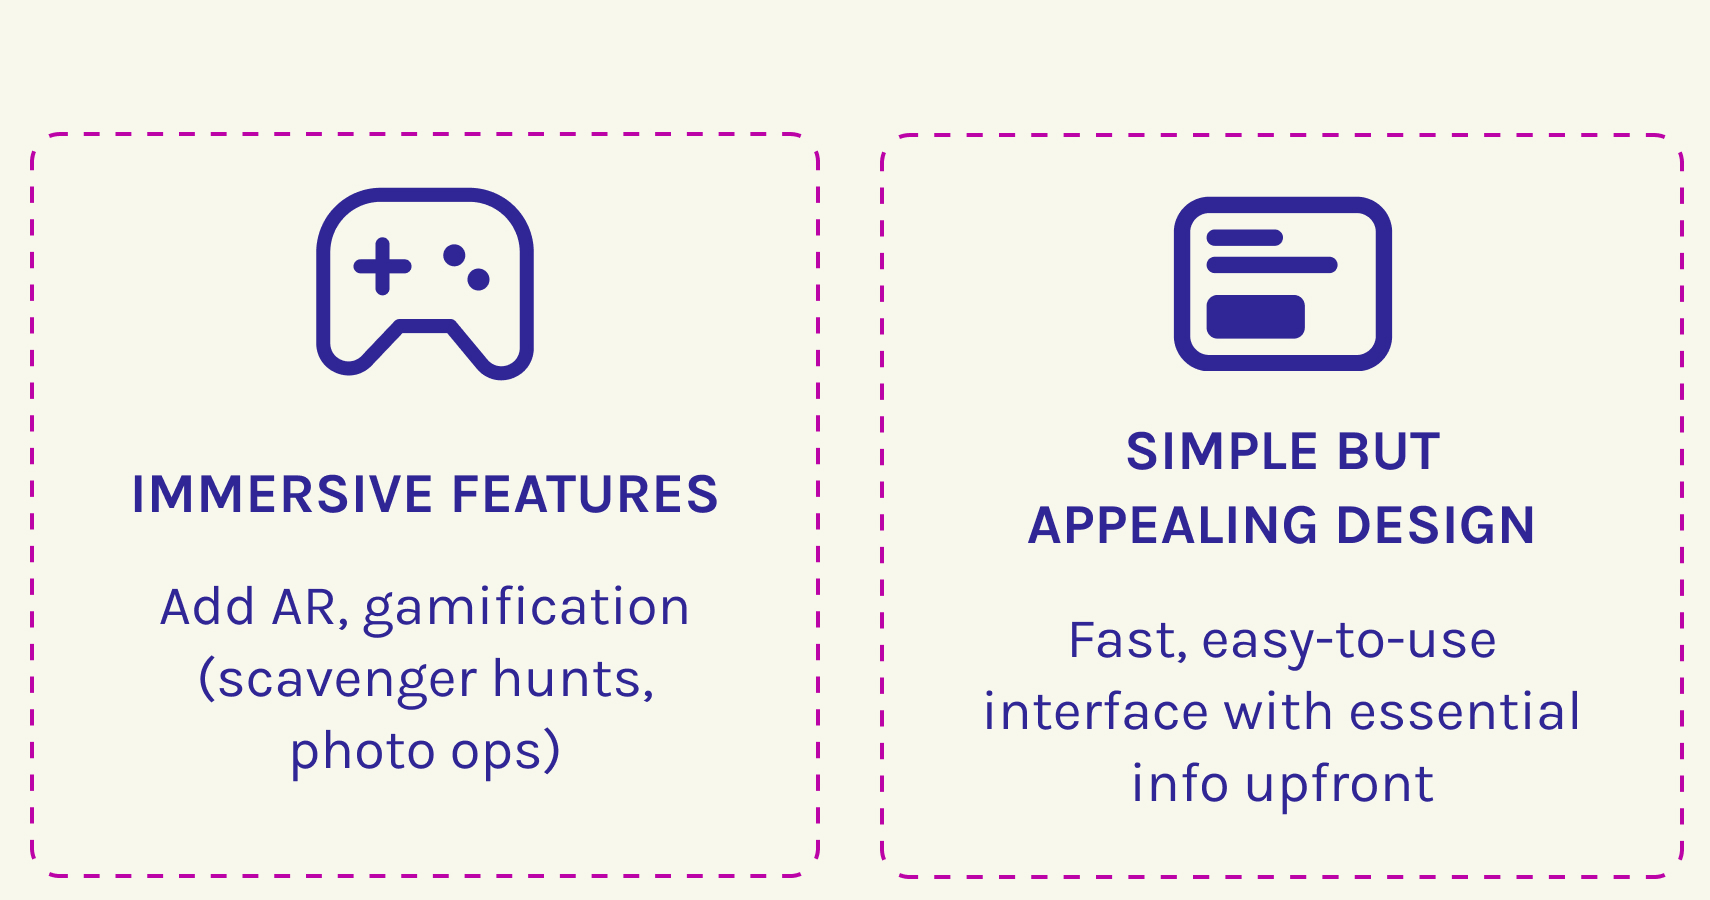 IMMERSIVE FEATURES
Add AR, gamification
(scavenger hunts,
photo ops)
SIMPLE BUT
APPEALING DESIGN
Fast, easy-to-use
interface with essential
info upfront